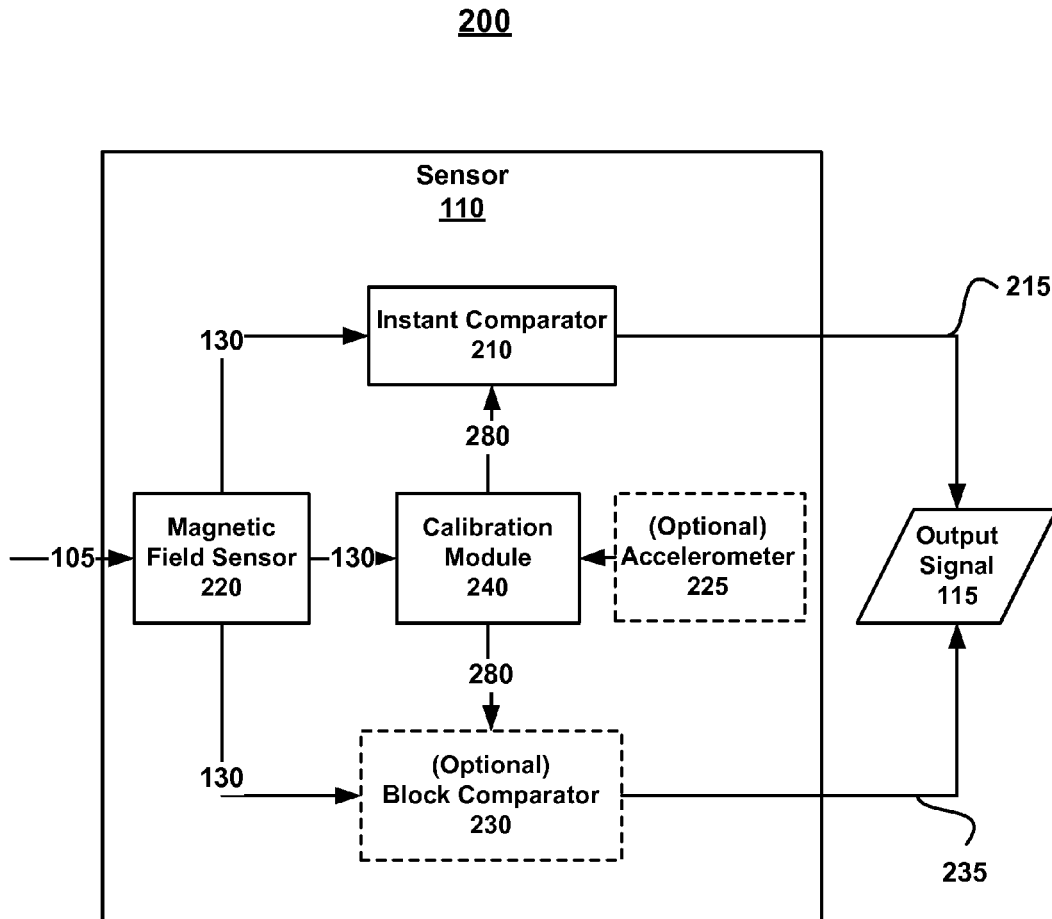 200
Sensor
110
215
Instant Comparator
210
130
280
Magnetic
Field Sensor
220
105
130
Calibration
Module
240
(Optional)
Accelerometer
225
Output
Signal
115
280
130
(Optional)
Block Comparator
230
235